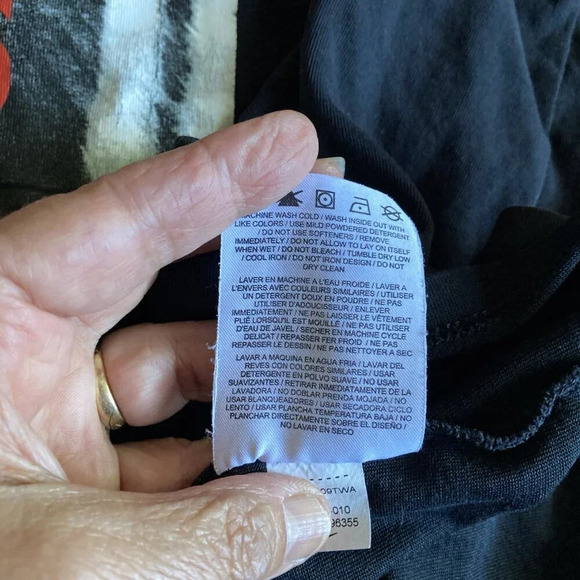 MACHINE WASH COLD / WASH INSIDE OUT WITH
LIKE COLORS / USE MILD POWDERED DETERGENT
/ DO NOT USE SOFTENERS / REMOVE
IMMEDIATELY / DO NOT ALLOW TO LAY ON ITSELF
WHEN WET / DO NOT BLEACH / TUMBLE DRY LOW
/ COOL IRON / DO NOT IRON DESIGN / DO NOT
DRY CLEAN
LAVER EN MACHINE A L'EAU FROIDE / LAVER A
L'ENVERS AVEC COULEURS SIMILAIRES / UTILISER
UN DETERGENT DOUX EN POUDRE / NE PAS
UTILISER D'ADOUCISSEUR / ENLEVER
IMMEDIATEMENT / NE PAS LAISSER LE VÊTEMENT
PLIÉ LORSQU'IL EST MOUILLÉ / NE PAS UTILISER
D'EAU DE JAVEL / SECHER EN MACHINE CYCLE
DELICAT / REPASSER FER FROID / NE PAS
REPASSER LE DESSIN / NE PAS NETTOYER A SEC
LAVAR A MAQUINA EN AGUA FRIA / LAVAR DEL
REVES CON COLORES SIMILARES / USAR
DETERGENTE EN POLVO SUAVE / NO USAR
SUAVIZANTES / RETIRAR INMEDIATAMENTE DE LA
LAVADORA / NO DOBLAR PRENDA MOJADA / NO
USAR BLANQUEADORES / USAR SECADORA CICLO
LENTO / USAR PLANCHA TEMPERATURA BAJA / NO
PLANCHAR DIRECTAMENTE SOBRE EL DISEÑO /
NO LAVAR EN SECO
09TWA
-010
96355